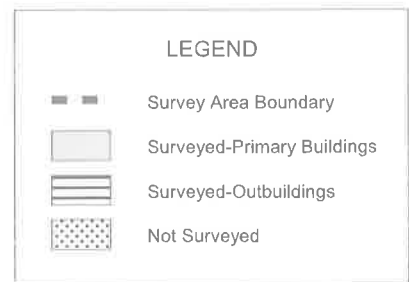 LEGEND
Survey Area Boundary
Surveyed-Primary Buildings
Surveyed-Outbuildings
Not Surveyed